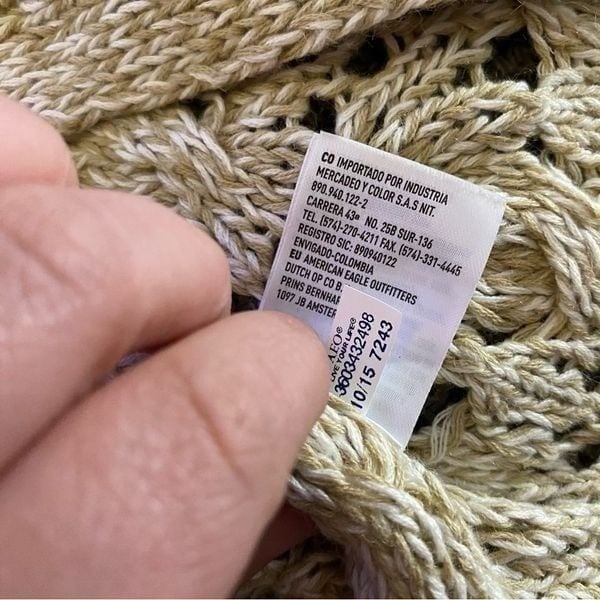 CO IMPORTADO POR INDUSTRIA
MERCADEO Y COLOR S.A.S NIT.
890.940.122-2
CARRERA 43ª NO. 25B SUR-136
TEL. (574)-270-4211 FAX. (574)-331-4445
REGISTRO SIC: 890940122
ENVIGADO-COLOMBIA
EU AMERICAN EAGLE OUTFITTERS
DUTCH OP CO B.
PRINS BERNHAR
1097 JB AMSTER
AEO®
LIVE YOUR LIFE®
3603432498
10/15 7243